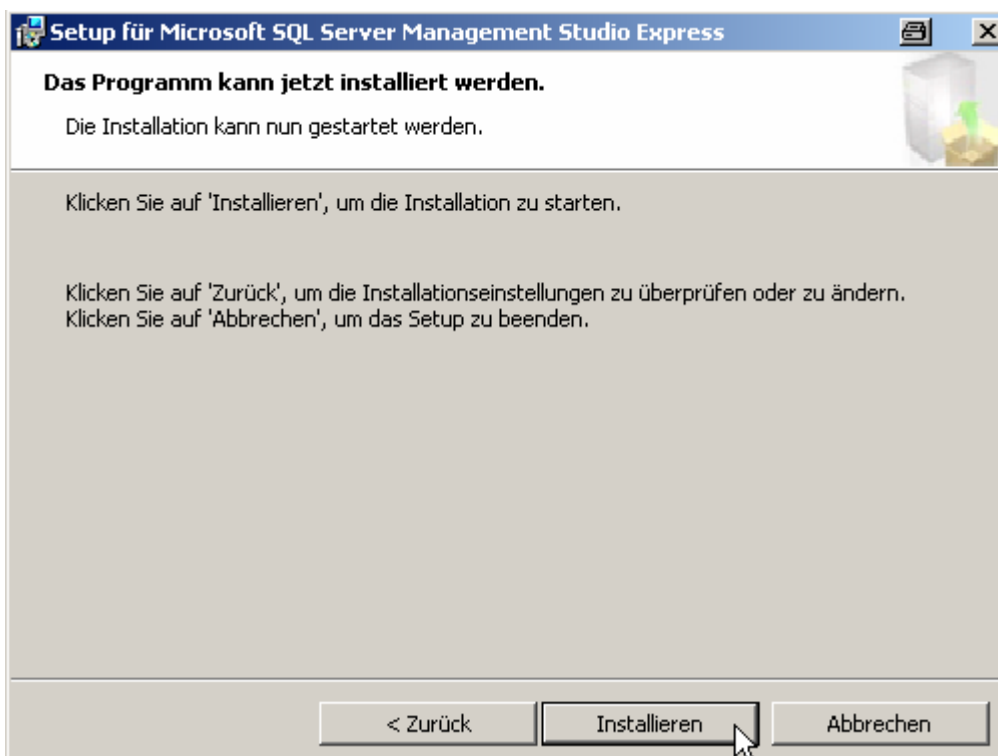 Setup für Microsoft SQL Server Management Studio Express
Das Programm kann jetzt installiert werden.
Die Installation kann nun gestartet werden.
Klicken Sie auf 'Installieren', um die Installation zu starten.
Klicken Sie auf 'Zurück', um die Installationseinstellungen zu überprüfen oder zu ändern.
Klicken Sie auf 'Abbrechen', um das Setup zu beenden.
< Zurück Installieren Abbrechen